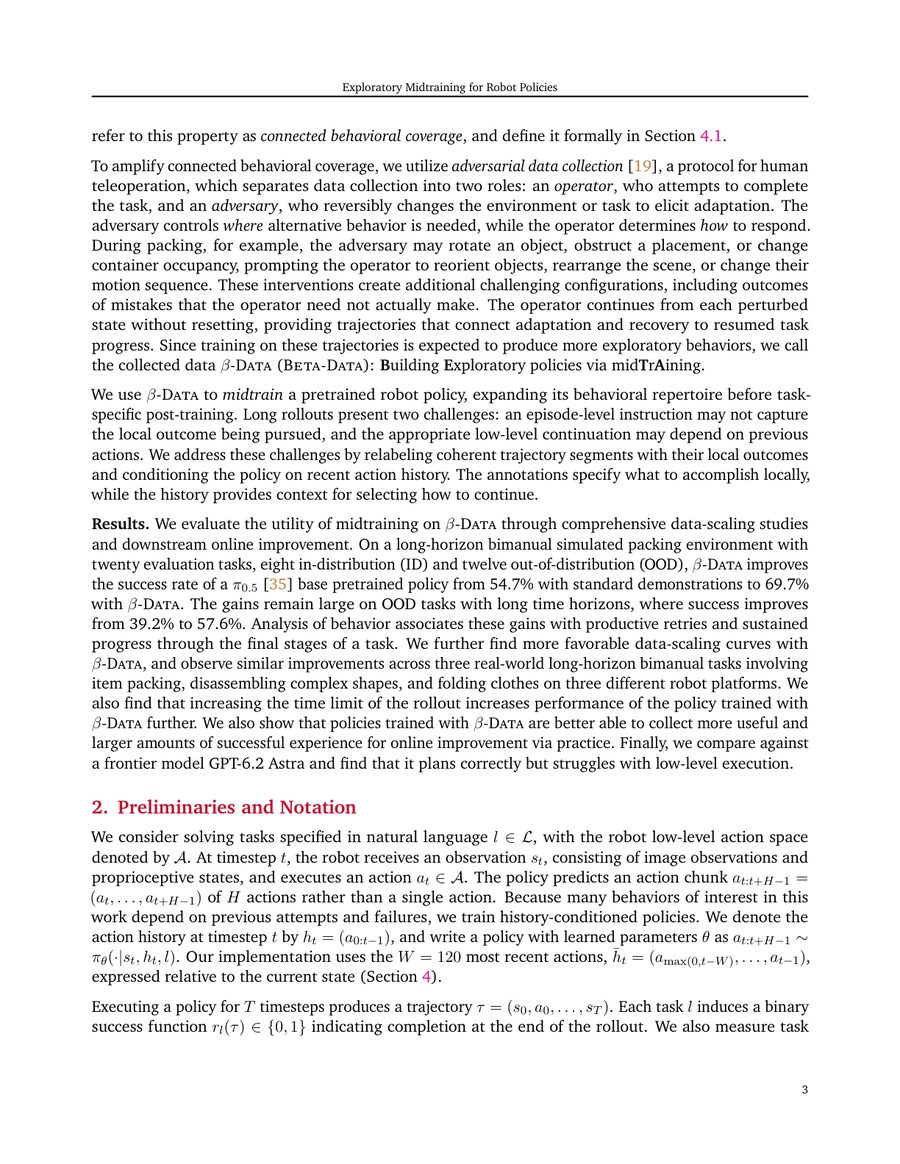 Exploratory Midtraining for Robot Policies
refer to this property as connected behavioral coverage, and define it formally in Section 4.1.
To amplify connected behavioral coverage, we utilize adversarial data collection [19], a protocol for human
teleoperation, which separates data collection into two roles: an operator, who attempts to complete
the task, and an adversary, who reversibly changes the environment or task to elicit adaptation. The
adversary controls where alternative behavior is needed, while the operator determines how to respond.
During packing, for example, the adversary may rotate an object, obstruct a placement, or change
container occupancy, prompting the operator to reorient objects, rearrange the scene, or change their
motion sequence. These interventions create additional challenging configurations, including outcomes
of mistakes that the operator need not actually make. The operator continues from each perturbed
state without resetting, providing trajectories that connect adaptation and recovery to resumed task
progress. Since training on these trajectories is expected to produce more exploratory behaviors, we call
the collected data β-Data (Beta-Data): Building Exploratory policies via midTrAining.
We use β-Data to midtrain a pretrained robot policy, expanding its behavioral repertoire before task-
specific post-training. Long rollouts present two challenges: an episode-level instruction may not capture
the local outcome being pursued, and the appropriate low-level continuation may depend on previous
actions. We address these challenges by relabeling coherent trajectory segments with their local outcomes
and conditioning the policy on recent action history. The annotations specify what to accomplish locally,
while the history provides context for selecting how to continue.
Results. We evaluate the utility of midtraining on β-Data through comprehensive data-scaling studies
and downstream online improvement. On a long-horizon bimanual simulated packing environment with
twenty evaluation tasks, eight in-distribution (ID) and twelve out-of-distribution (OOD), β-Data improves
the success rate of a π₀.₅ [35] base pretrained policy from 54.7% with standard demonstrations to 69.7%
with β-Data. The gains remain large on OOD tasks with long time horizons, where success improves
from 39.2% to 57.6%. Analysis of behavior associates these gains with productive retries and sustained
progress through the final stages of a task. We further find more favorable data-scaling curves with
β-Data, and observe similar improvements across three real-world long-horizon bimanual tasks involving
item packing, disassembling complex shapes, and folding clothes on three different robot platforms. We
also find that increasing the time limit of the rollout increases performance of the policy trained with
β-Data further. We also show that policies trained with β-Data are better able to collect more useful and
larger amounts of successful experience for online improvement via practice. Finally, we compare against
a frontier model GPT-6.2 Astra and find that it plans correctly but struggles with low-level execution.
2. Preliminaries and Notation
We consider solving tasks specified in natural language l ∈ ℒ, with the robot low-level action space
denoted by 𝒜. At timestep t, the robot receives an observation s_t, consisting of image observations and
proprioceptive states, and executes an action a_t ∈ 𝒜. The policy predicts an action chunk a_{t:t+H−1} =
(a_t, . . . , a_{t+H−1}) of H actions rather than a single action. Because many behaviors of interest in this
work depend on previous attempts and failures, we train history-conditioned policies. We denote the
action history at timestep t by h_t = (a_{0:t−1}), and write a policy with learned parameters θ as a_{t:t+H−1} ∼
π_θ(·|s_t, h_t, l). Our implementation uses the W = 120 most recent actions, h̄_t = (a_{max(0,t−W)}, . . . , a_{t−1}),
expressed relative to the current state (Section 4).
Executing a policy for T timesteps produces a trajectory τ = (s_0, a_0, . . . , s_T). Each task l induces a binary
success function r_l(τ) ∈ {0, 1} indicating completion at the end of the rollout. We also measure task
3